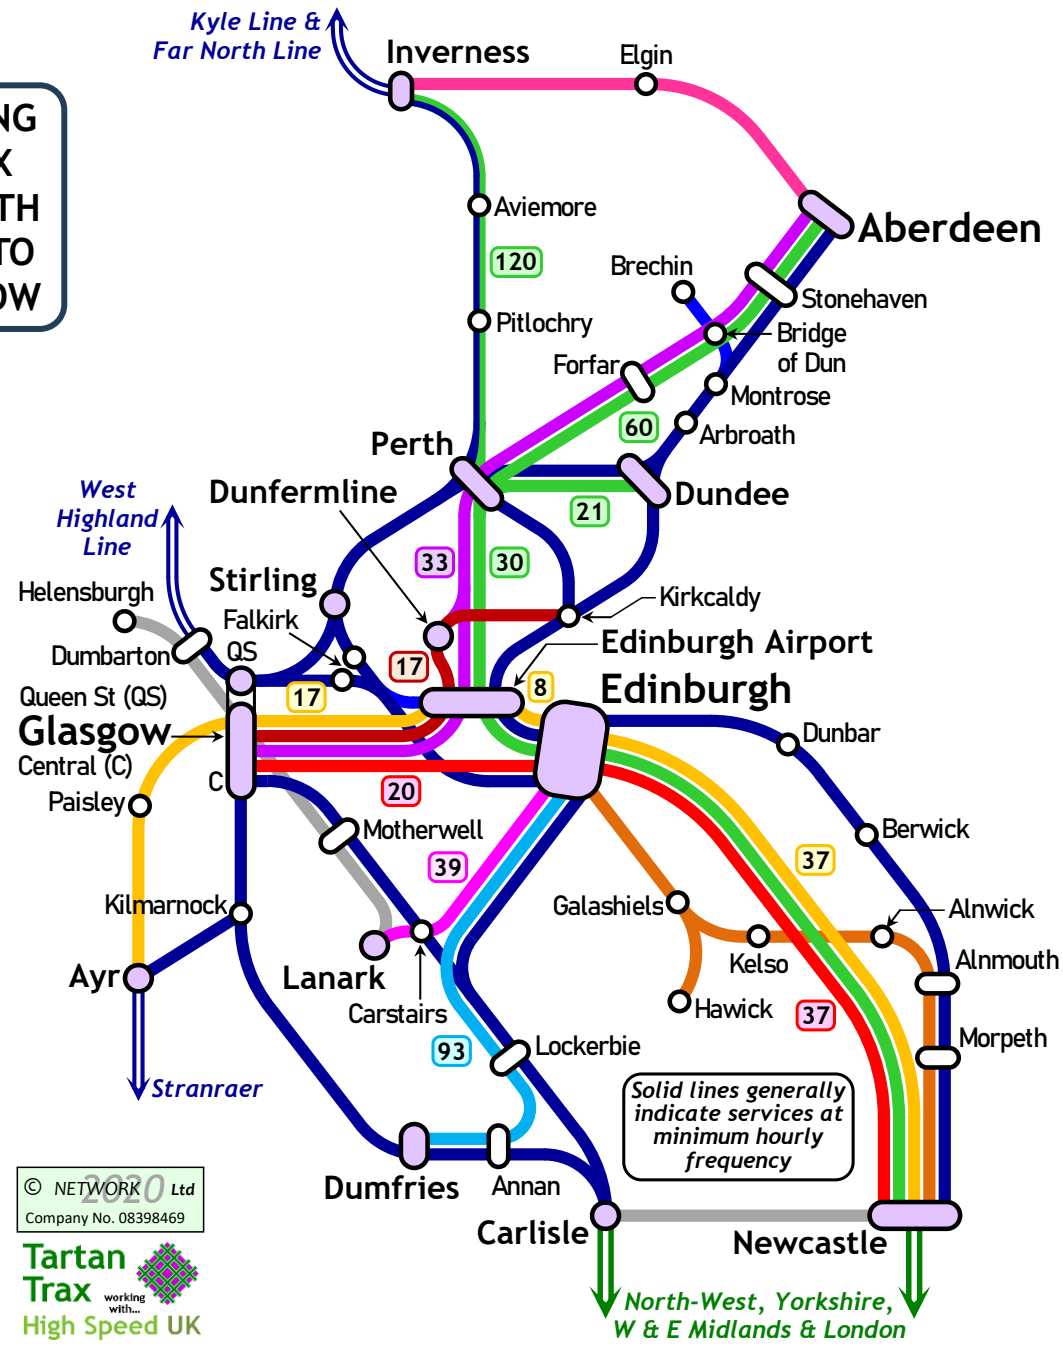 Kyle Line &
Far North Line
Inverness
Elgin
NG
X
TH
TO
OW
Aviemore
Aberdeen
120
Brechin
Stonehaven
Pitlochry
Bridge
of Dun
Forfar
Montrose
60
Arbroath
Perth
West
Highland
Line
Dunfermline
Dundee
21
33
30
Stirling
Helensburgh
Kirkcaldy
Falkirk
Edinburgh Airport
Dumbarton
QS
17
8
Queen St (QS)
17
Edinburgh
Glasgow
Central (C)
Dunbar
C
20
Paisley
Motherwell
Berwick
39
37
Kilmarnock
Galashiels
Alnwick
Kelso
Alnmouth
Ayr
Lanark
Carstairs
Hawick
37
Morpeth
93
Lockerbie
Stranraer
Solid lines generally
indicate services at
minimum hourly
frequency
Dumfries
Annan
© NETWORK 2020 Ltd
Company No. 08398469
Carlisle
Newcastle
Tartan
Trax
working
with...
High Speed UK
North-West, Yorkshire,
W & E Midlands & London